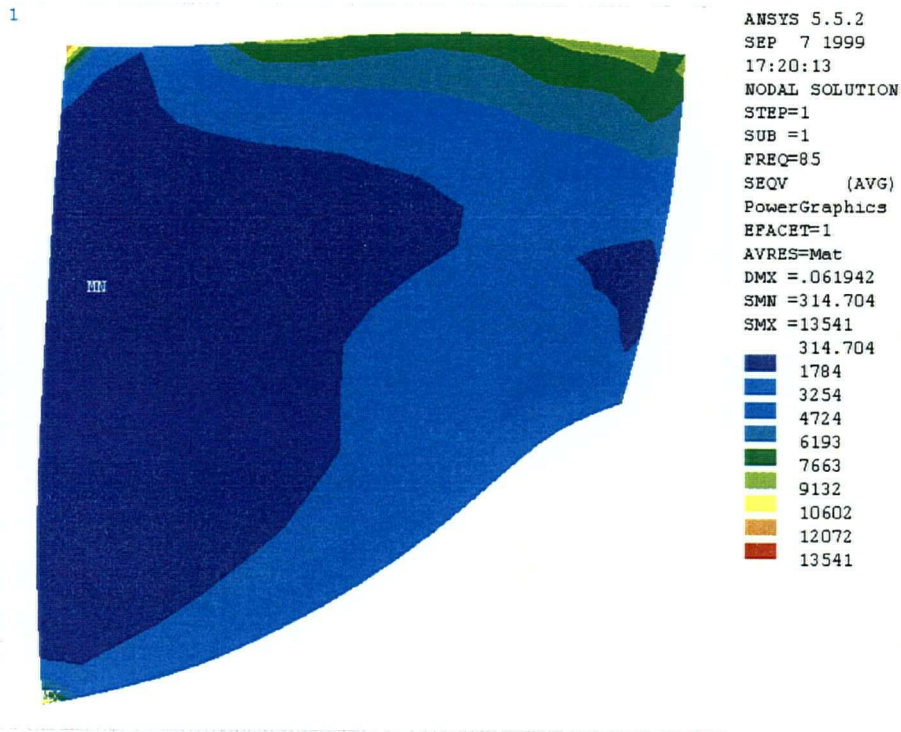 1
ANSYS 5.5.2
SEP 7 1999
17:20:13
NODAL SOLUTION
STEP=1
SUB =1
FREQ=85
SEQV (AVG)
PowerGraphics
EFACET=1
AVRES=Mat
DMX =.061942
SMN =314.704
SMX =13541
314.704
1784
3254
4724
6193
7663
9132
10602
12072
13541
MN
MX